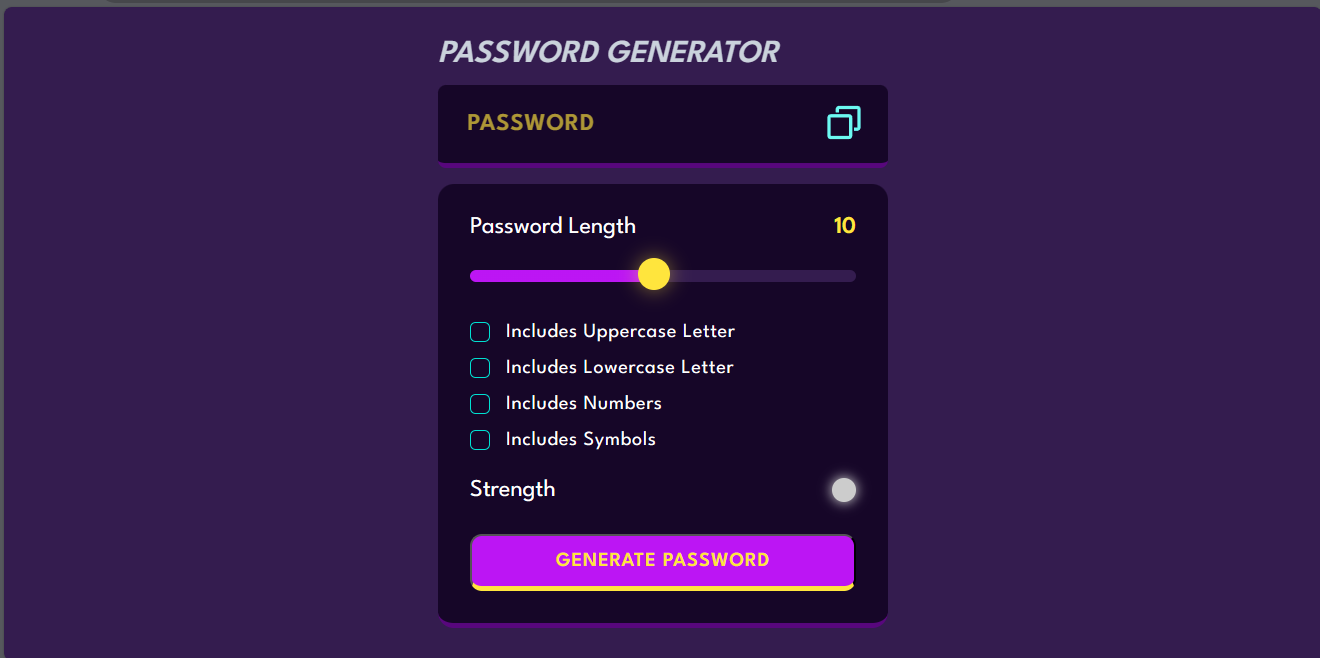 PASSWORD GENERATOR
PASSWORD
Password Length 10
Includes Uppercase Letter
Includes Lowercase Letter
Includes Numbers
Includes Symbols
Strength
GENERATE PASSWORD